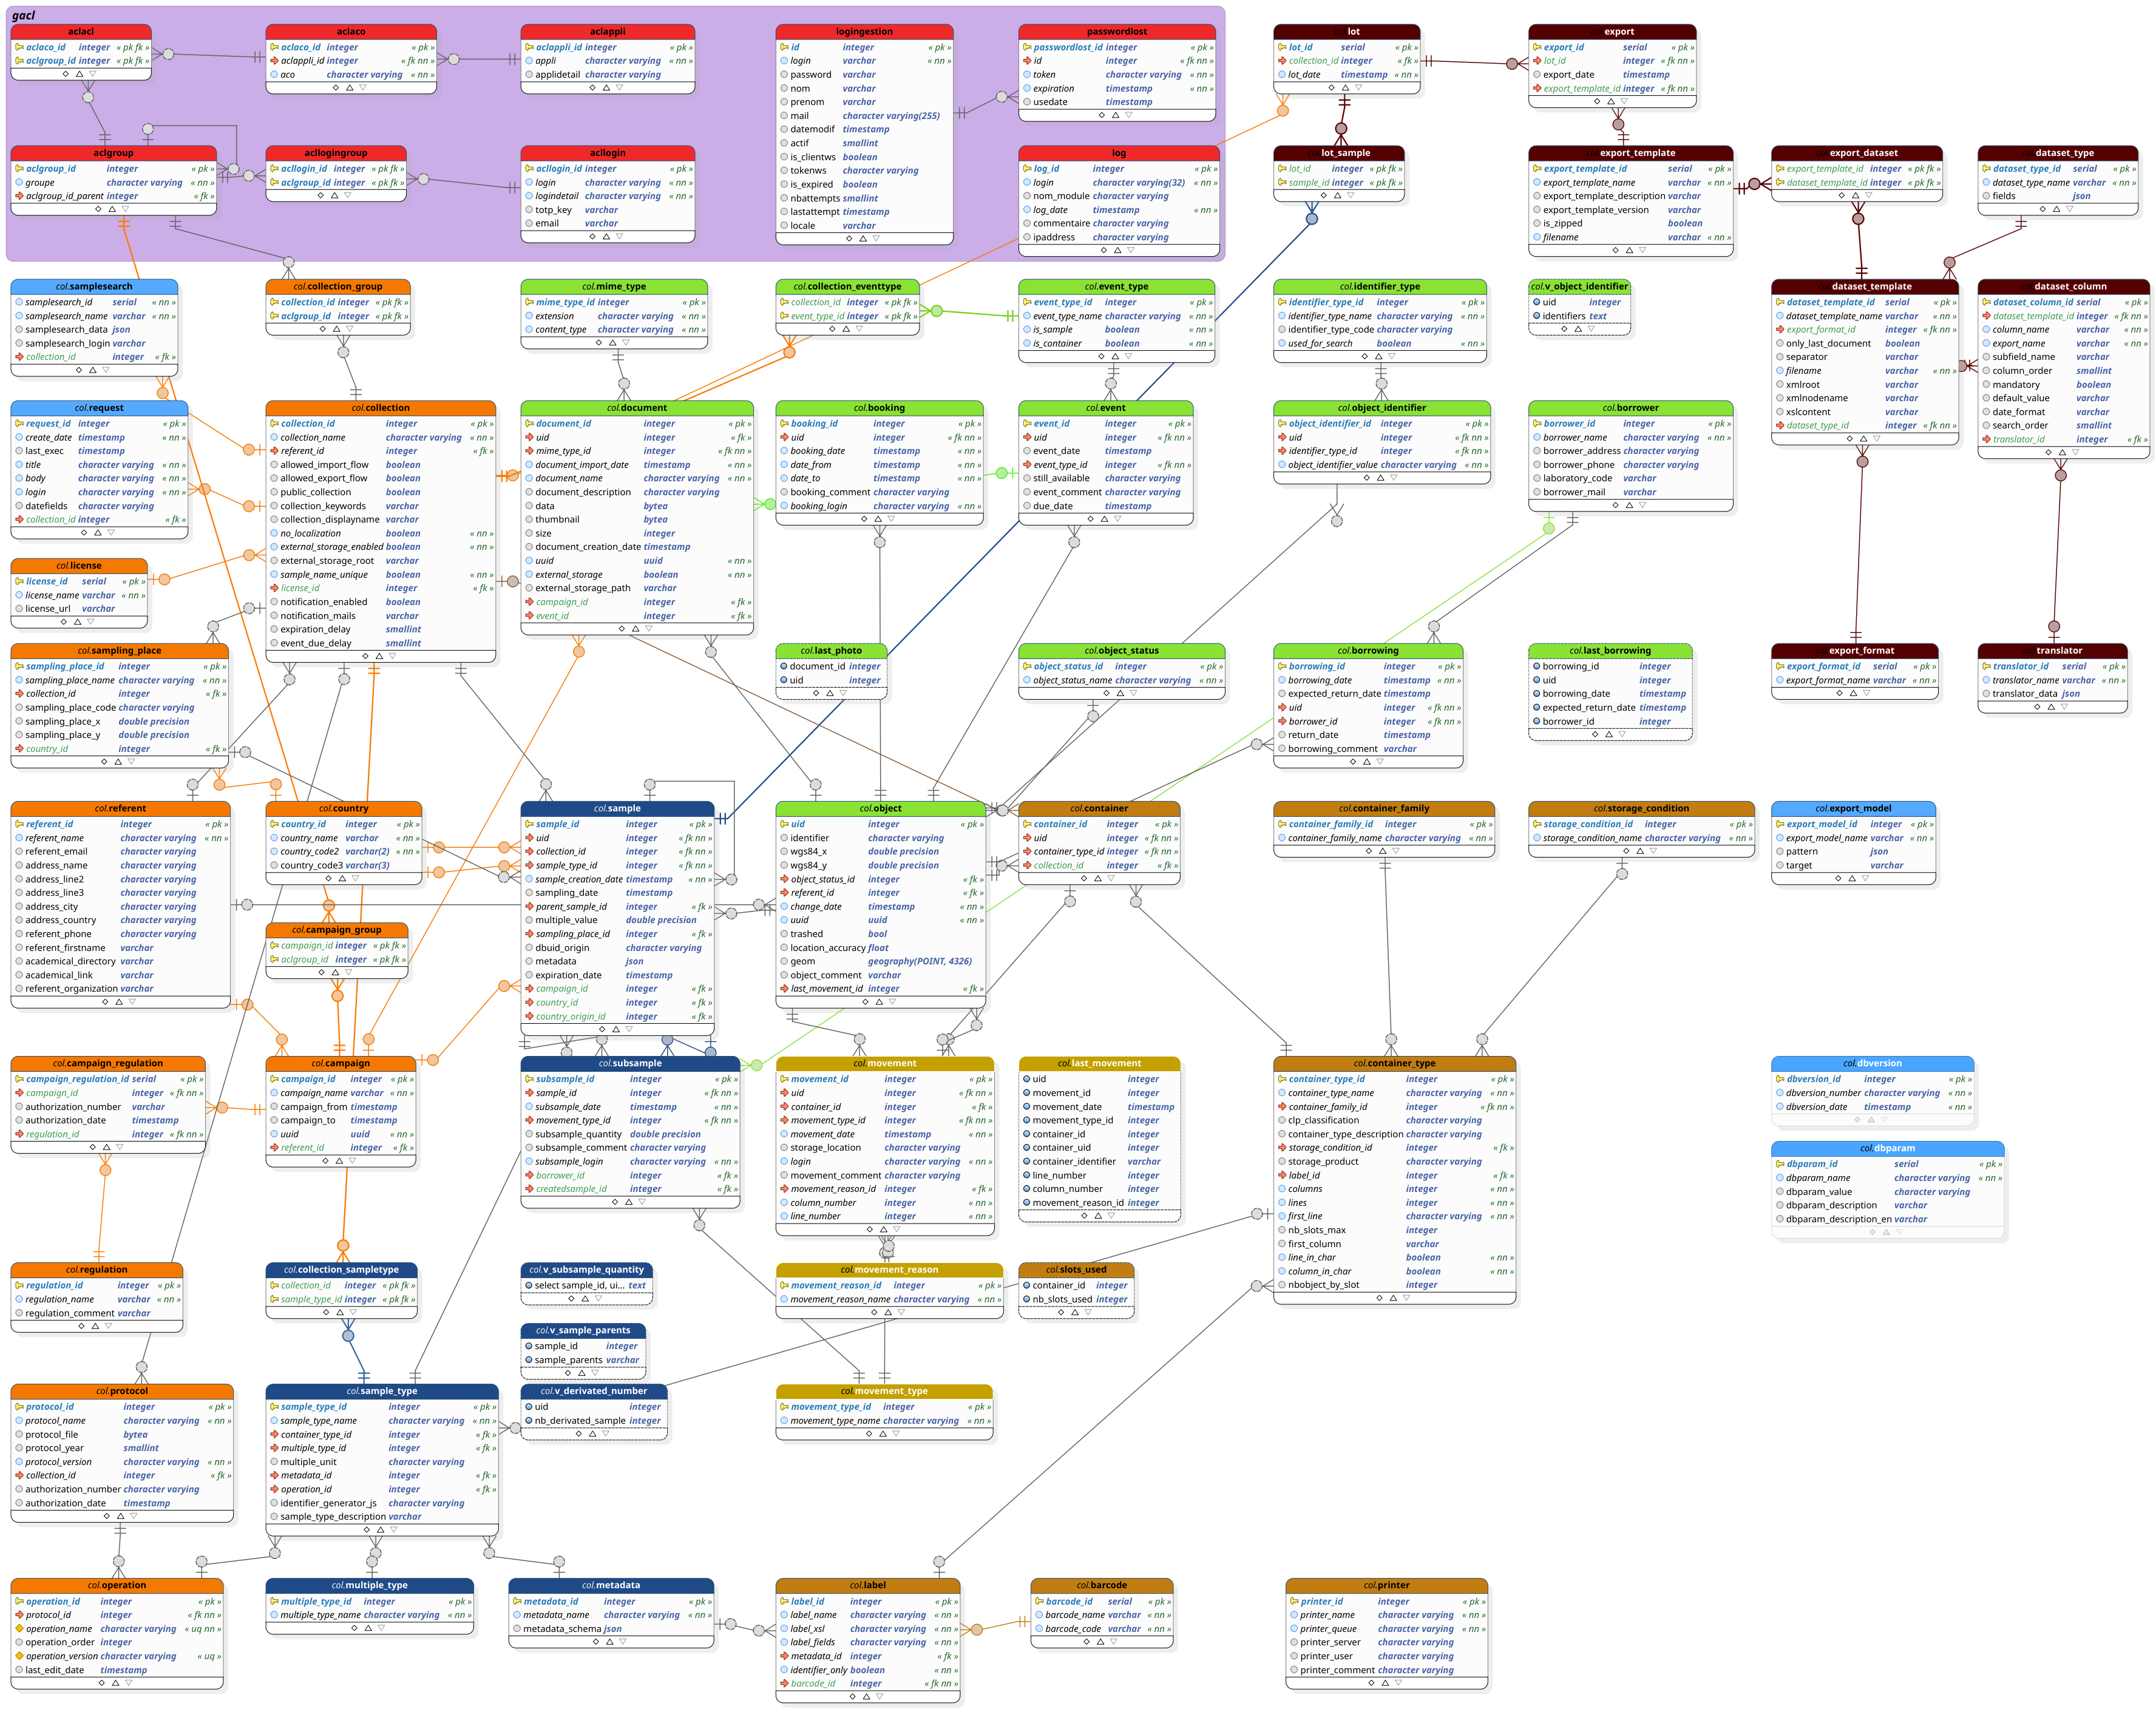 gacl
aclacl
aclaco_id integer « pk fk »
aclgroup_id integer « pk fk »
aclaco
aclaco_id integer « pk »
aclappli_id integer « fk nn »
aco character varying « nn »
aclappli
aclappli_id integer « pk »
appli character varying « nn »
applidetail character varying
logingestion
id integer « pk »
login varchar « nn »
password varchar
nom varchar
prenom varchar
mail character varying(255)
datemodif timestamp
actif smallint
is_clientws boolean
tokenws character varying
is_expired boolean
nbattempts smallint
lastattempt timestamp
locale varchar
passwordlost
passwordlost_id integer « pk »
id integer « fk nn »
token character varying « nn »
expiration timestamp « nn »
usedate timestamp
lot
lot_id serial « pk »
collection_id integer « fk »
lot_date timestamp « nn »
export
export_id serial « pk »
lot_id integer « fk nn »
export_date timestamp
export_template_id integer « fk nn »
aclgroup
aclgroup_id integer « pk »
groupe character varying « nn »
aclgroup_id_parent integer « fk »
acllogingroup
acllogin_id integer « pk fk »
aclgroup_id integer « pk fk »
acllogin
acllogin_id integer « pk »
login character varying « nn »
logindetail character varying « nn »
totp_key varchar
email varchar
log
log_id integer « pk »
login character varying(32) « nn »
nom_module character varying
log_date timestamp « nn »
commentaire character varying
ipaddress character varying
lot_sample
lot_id integer « pk fk »
sample_id integer « pk fk »
export_template
export_template_id serial « pk »
export_template_name varchar « nn »
export_template_description varchar
export_template_version varchar
is_zipped boolean
filename varchar « nn »
export_dataset
export_template_id integer « pk fk »
dataset_template_id integer « pk fk »
dataset_type
dataset_type_id serial « pk »
dataset_type_name varchar « nn »
fields json
col.samplesearch
samplesearch_id serial « nn »
samplesearch_name varchar « nn »
samplesearch_data json
samplesearch_login varchar
collection_id integer « fk »
col.collection_group
collection_id integer « pk fk »
aclgroup_id integer « pk fk »
col.mime_type
mime_type_id integer « pk »
extension character varying « nn »
content_type character varying « nn »
col.collection_eventtype
collection_id integer « pk fk »
event_type_id integer « pk fk »
col.event_type
event_type_id integer « pk »
event_type_name character varying « nn »
is_sample boolean « nn »
is_container boolean « nn »
col.identifier_type
identifier_type_id integer « pk »
identifier_type_name character varying « nn »
identifier_type_code character varying
used_for_search boolean « nn »
col.v_object_identifier
uid integer
identifiers text
dataset_template
dataset_template_id serial « pk »
dataset_template_name varchar « nn »
export_format_id integer « fk nn »
only_last_document boolean
separator varchar
filename varchar « nn »
xmlroot varchar
xmlnodename varchar
xslcontent varchar
dataset_type_id integer « fk nn »
dataset_column
dataset_column_id serial « pk »
dataset_template_id integer « fk nn »
column_name varchar « nn »
export_name varchar « nn »
subfield_name varchar
column_order smallint
mandatory boolean
default_value varchar
date_format varchar
search_order smallint
translator_id integer « fk »
col.request
request_id integer « pk »
create_date timestamp « nn »
last_exec timestamp
title character varying « nn »
body character varying « nn »
login character varying « nn »
datefields character varying
collection_id integer « fk »
col.collection
collection_id integer « pk »
collection_name character varying « nn »
referent_id integer « fk »
allowed_import_flow boolean
allowed_export_flow boolean
public_collection boolean
collection_keywords varchar
collection_displayname varchar
no_localization boolean « nn »
external_storage_enabled boolean « nn »
external_storage_root varchar
sample_name_unique boolean « nn »
license_id integer « fk »
notification_enabled boolean
notification_mails varchar
expiration_delay smallint
event_due_delay smallint
col.document
document_id integer « pk »
uid integer « fk »
mime_type_id integer « fk nn »
document_import_date timestamp « nn »
document_name character varying « nn »
document_description character varying
data bytea
thumbnail bytea
size integer
document_creation_date timestamp
uuid uuid « nn »
external_storage boolean « nn »
external_storage_path varchar
campaign_id integer « fk »
event_id integer « fk »
col.booking
booking_id integer « pk »
uid integer « fk nn »
booking_date timestamp « nn »
date_from timestamp « nn »
date_to timestamp « nn »
booking_comment character varying
booking_login character varying « nn »
col.event
event_id integer « pk »
uid integer « fk nn »
event_date timestamp
event_type_id integer « fk nn »
still_available character varying
event_comment character varying
due_date timestamp
col.object_identifier
object_identifier_id integer « pk »
uid integer « fk nn »
identifier_type_id integer « fk nn »
object_identifier_value character varying « nn »
col.borrower
borrower_id integer « pk »
borrower_name character varying « nn »
borrower_address character varying
borrower_phone character varying
laboratory_code varchar
borrower_mail varchar
col.license
license_id serial « pk »
license_name varchar « nn »
license_url varchar
col.sampling_place
sampling_place_id integer « pk »
sampling_place_name character varying « nn »
collection_id integer « fk »
sampling_place_code character varying
sampling_place_x double precision
sampling_place_y double precision
country_id integer « fk »
col.last_photo
document_id integer
uid integer
col.object_status
object_status_id integer « pk »
object_status_name character varying « nn »
col.borrowing
borrowing_id integer « pk »
borrowing_date timestamp « nn »
expected_return_date timestamp
uid integer « fk nn »
borrower_id integer « fk nn »
return_date timestamp
borrowing_comment varchar
col.last_borrowing
borrowing_id integer
uid integer
borrowing_date timestamp
expected_return_date timestamp
borrower_id integer
export_format
export_format_id serial « pk »
export_format_name varchar « nn »
translator
translator_id serial « pk »
translator_name varchar « nn »
translator_data json
col.referent
referent_id integer « pk »
referent_name character varying « nn »
referent_email character varying
address_name character varying
address_line2 character varying
address_line3 character varying
address_city character varying
address_country character varying
referent_phone character varying
referent_firstname varchar
academical_directory varchar
academical_link varchar
referent_organization varchar
col.country
country_id integer « pk »
country_name varchar « nn »
country_code2 varchar(2) « nn »
country_code3 varchar(3)
col.campaign_group
campaign_id integer « pk fk »
aclgroup_id integer « pk fk »
col.sample
sample_id integer « pk »
uid integer « fk nn »
collection_id integer « fk nn »
sample_type_id integer « fk nn »
sample_creation_date timestamp « nn »
sampling_date timestamp
parent_sample_id integer « fk »
multiple_value double precision
sampling_place_id integer « fk »
dbuid_origin character varying
metadata json
expiration_date timestamp
campaign_id integer « fk »
country_id integer « fk »
country_origin_id integer « fk »
col.object
uid integer « pk »
identifier character varying
wgs84_x double precision
wgs84_y double precision
object_status_id integer « fk »
referent_id integer « fk »
change_date timestamp « nn »
uuid uuid « nn »
trashed bool
location_accuracy float
geom geography(POINT, 4326)
object_comment varchar
last_movement_id integer « fk »
col.container
container_id integer « pk »
uid integer « fk nn »
container_type_id integer « fk nn »
collection_id integer « fk »
col.container_family
container_family_id integer « pk »
container_family_name character varying « nn »
col.storage_condition
storage_condition_id integer « pk »
storage_condition_name character varying « nn »
col.export_model
export_model_id integer « pk »
export_model_name varchar « nn »
pattern json
target varchar
col.campaign_regulation
campaign_regulation_id serial « pk »
campaign_id integer « fk nn »
authorization_number varchar
authorization_date timestamp
regulation_id integer « fk nn »
col.campaign
campaign_id integer « pk »
campaign_name varchar « nn »
campaign_from timestamp
campaign_to timestamp
uuid uuid « nn »
referent_id integer « fk »
col.subsample
subsample_id integer « pk »
sample_id integer « fk nn »
subsample_date timestamp « nn »
movement_type_id integer « fk nn »
subsample_quantity double precision
subsample_comment character varying
subsample_login character varying « nn »
borrower_id integer « fk »
createdsample_id integer « fk »
col.movement
movement_id integer « pk »
uid integer « fk nn »
container_id integer « fk »
movement_type_id integer « fk nn »
movement_date timestamp « nn »
storage_location character varying
login character varying « nn »
movement_comment character varying
movement_reason_id integer « fk »
column_number integer « nn »
line_number integer « nn »
col.last_movement
uid integer
movement_id integer
movement_date timestamp
movement_type_id integer
container_id integer
container_uid integer
container_identifier varchar
line_number integer
column_number integer
movement_reason_id integer
col.container_type
container_type_id integer « pk »
container_type_name character varying « nn »
container_family_id integer « fk nn »
clp_classification character varying
container_type_description character varying
storage_condition_id integer « fk »
storage_product character varying
label_id integer « fk »
columns integer « nn »
lines integer « nn »
first_line character varying « nn »
nb_slots_max integer
first_column varchar
line_in_char boolean « nn »
column_in_char boolean « nn »
nbobject_by_slot integer
col.dbversion
dbversion_id integer « pk »
dbversion_number character varying « nn »
dbversion_date timestamp « nn »
col.dbparam
dbparam_id serial « pk »
dbparam_name character varying « nn »
dbparam_value character varying
dbparam_description varchar
dbparam_description_en varchar
col.regulation
regulation_id integer « pk »
regulation_name varchar « nn »
regulation_comment varchar
col.collection_sampletype
collection_id integer « pk fk »
sample_type_id integer « pk fk »
col.v_subsample_quantity
select sample_id, ui... text
col.movement_reason
movement_reason_id integer « pk »
movement_reason_name character varying « nn »
col.slots_used
container_id integer
nb_slots_used integer
col.v_sample_parents
sample_id integer
sample_parents varchar
col.protocol
protocol_id integer « pk »
protocol_name character varying « nn »
protocol_file bytea
protocol_year smallint
protocol_version character varying « nn »
collection_id integer « fk »
authorization_number character varying
authorization_date timestamp
col.sample_type
sample_type_id integer « pk »
sample_type_name character varying « nn »
container_type_id integer « fk »
multiple_type_id integer « fk »
multiple_unit character varying
metadata_id integer « fk »
operation_id integer « fk »
identifier_generator_js character varying
sample_type_description varchar
col.v_derivated_number
uid integer
nb_derivated_sample integer
col.movement_type
movement_type_id integer « pk »
movement_type_name character varying « nn »
col.operation
operation_id integer « pk »
protocol_id integer « fk nn »
operation_name character varying « uq nn »
operation_order integer
operation_version character varying « uq »
last_edit_date timestamp
col.multiple_type
multiple_type_id integer « pk »
multiple_type_name character varying « nn »
col.metadata
metadata_id integer « pk »
metadata_name character varying « nn »
metadata_schema json
col.label
label_id integer « pk »
label_name character varying « nn »
label_xsl character varying « nn »
label_fields character varying « nn »
metadata_id integer « fk »
identifier_only boolean « nn »
barcode_id integer « fk nn »
col.barcode
barcode_id serial « pk »
barcode_name varchar « nn »
barcode_code varchar « nn »
col.printer
printer_id integer « pk »
printer_name character varying « nn »
printer_queue character varying « nn »
printer_server character varying
printer_user character varying
printer_comment character varying